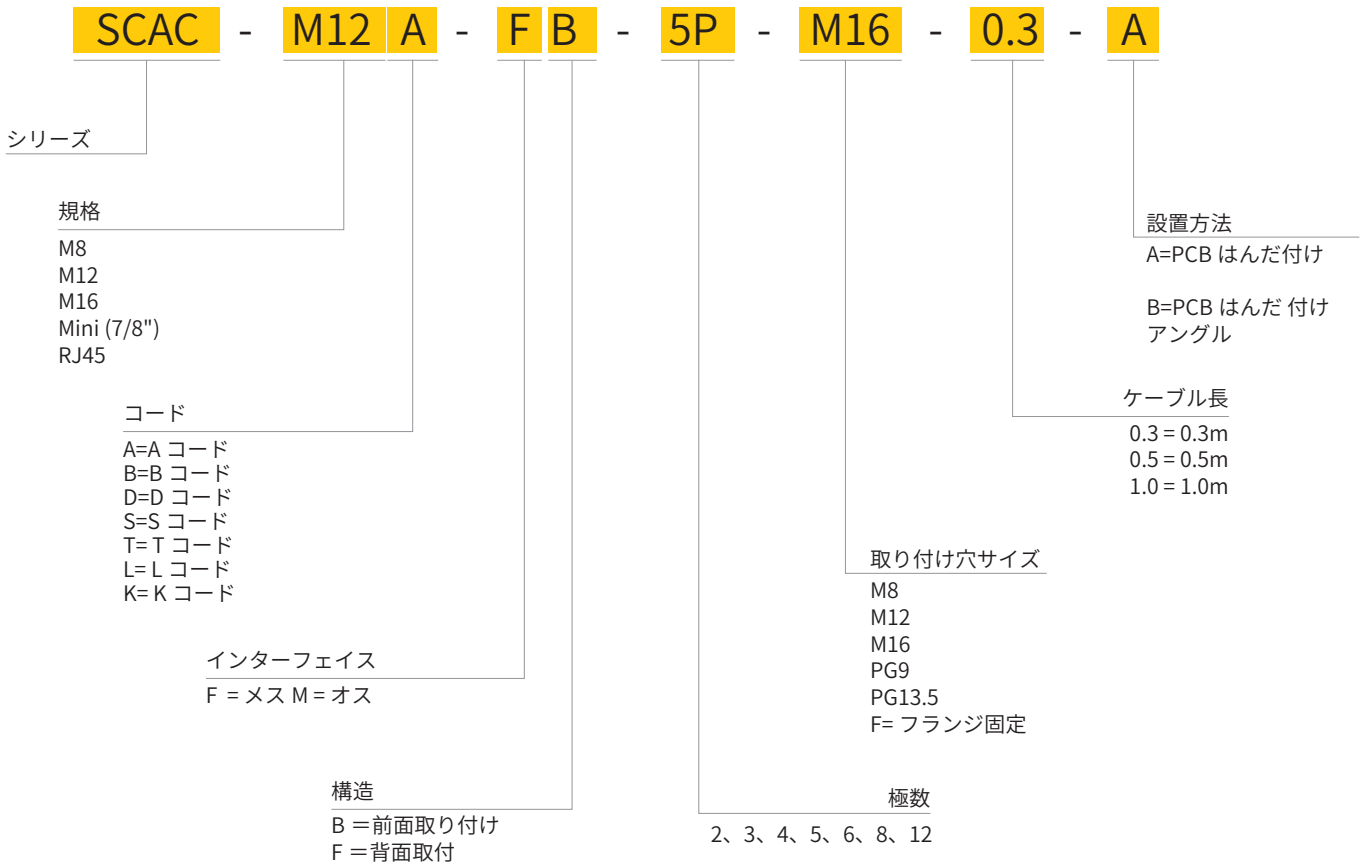 SCAC - M12 A - F B - 5P - M16 - 0.3 - A
シリーズ
規格
M8
M12
M16
Mini (7/8")
RJ45
コード
A=A コード
B=B コード
D=D コード
S=S コード
T= T コード
L= L コード
K= K コード
インターフェイス
F = メス M = オス
構造
B ＝前面取り付け
F ＝背面取付
極数
2、3、4、5、6、8、12
取り付け穴サイズ
M8
M12
M16
PG9
PG13.5
F= フランジ固定
ケーブル長
0.3 = 0.3m
0.5 = 0.5m
1.0 = 1.0m
設置方法
A=PCB はんだ付け
B=PCB はんだ 付け
アングル